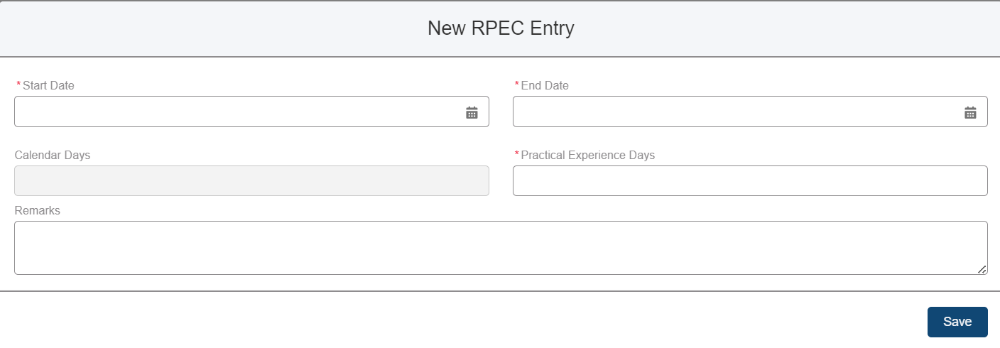 New RPEC Entry
* Start Date
* End Date
Calendar Days
* Practical Experience Days
Remarks
Save